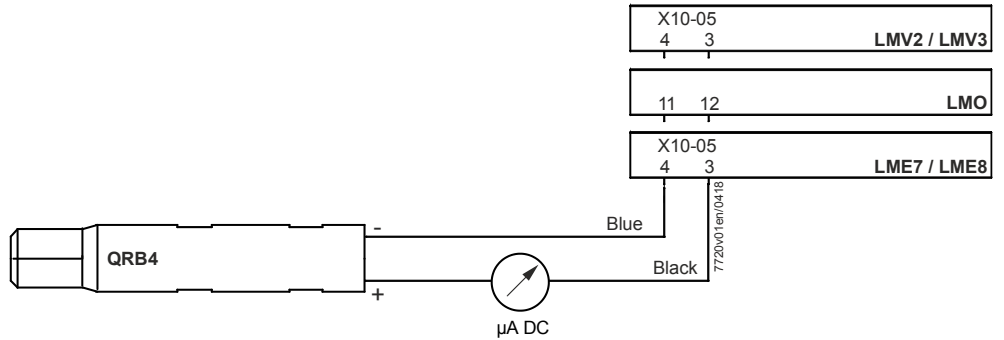 X10-05
4 3 LMV2 / LMV3
11 12 LMO
X10-05
4 3 LME7 / LME8
7720v01en/0418
Blue
-
QRB4
Black
+
µA DC